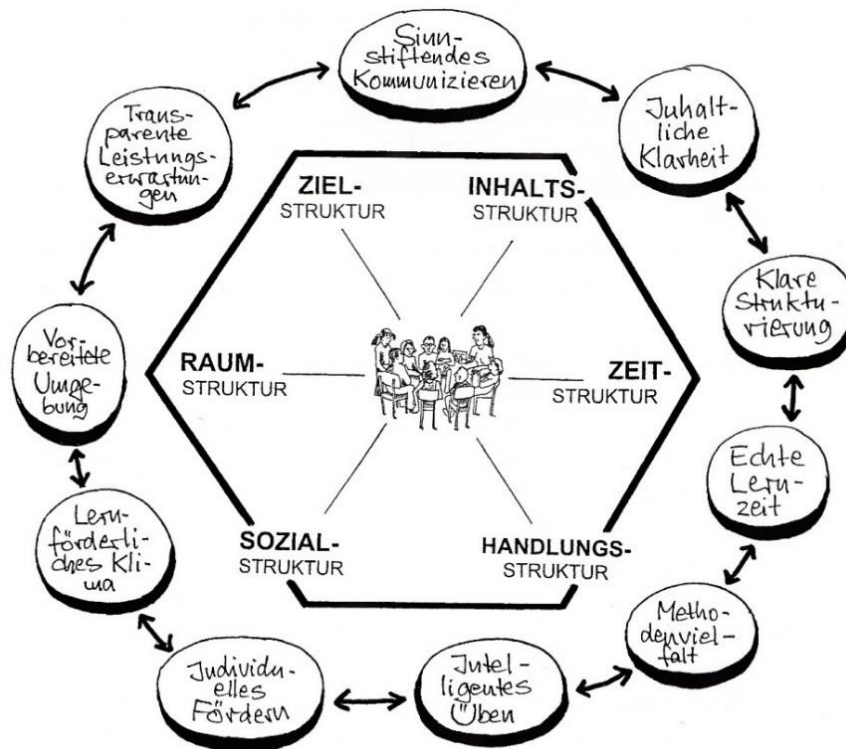 Sinn-
stiftendes
Kommunizieren
Inhalt-
liche
Klarheit
Klare
Struktu-
rierung
Echte
Lern-
zeit
Metho-
denviel-
falt
Intel-
ligentes
Üben
Individu-
elles
Fördern
Lern-
förderli-
ches Kli-
ma
Vor-
bereitete
Umge-
bung
Trans-
parente
Leistungs-
erwartun-
gen
ZIEL-
STRUKTUR
INHALTS-
STRUKTUR
RAUM-
STRUKTUR
ZEIT-
STRUKTUR
SOZIAL-
STRUKTUR
HANDLUNGS-
STRUKTUR